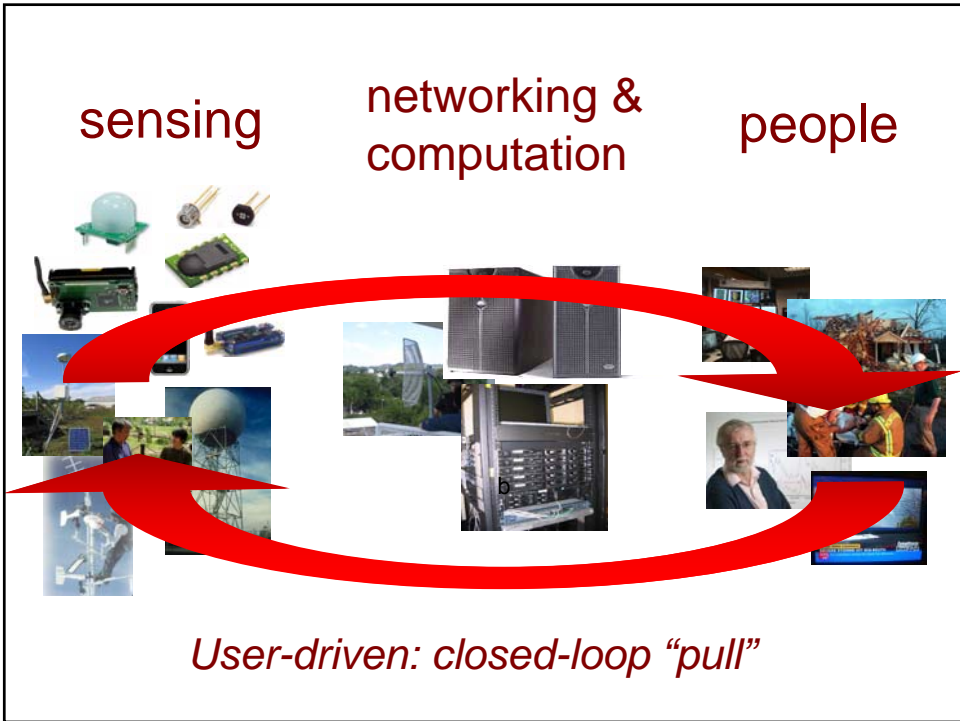 sensing
networking &
computation
people
b
User-driven: closed-loop “pull”